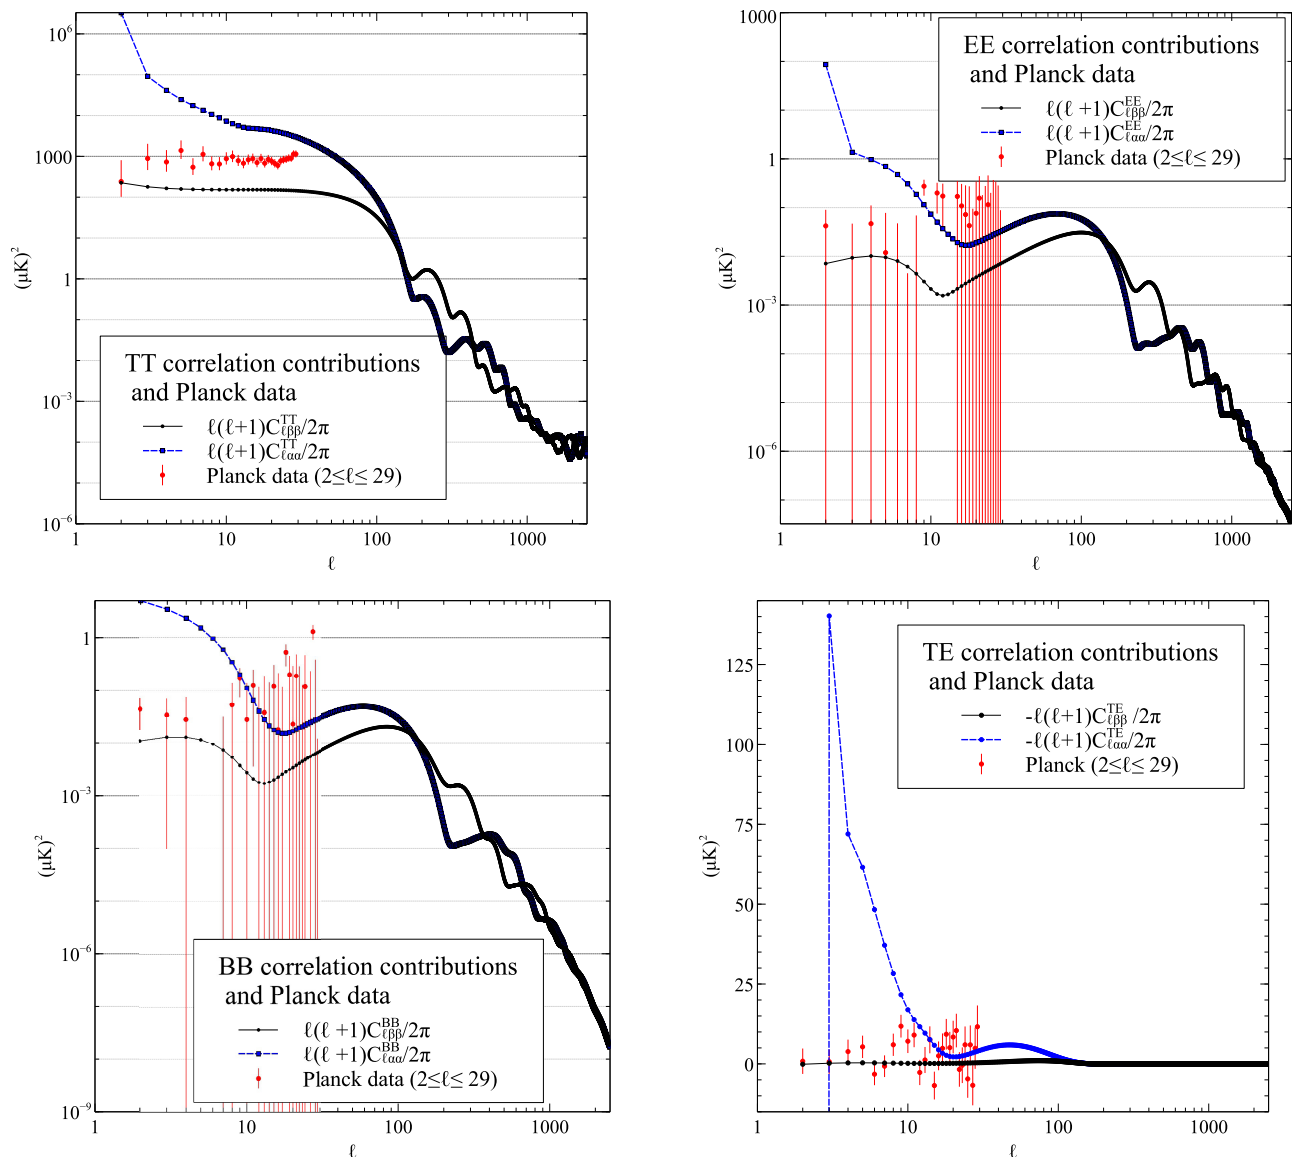 10⁶
1000
1
10⁻³
10⁻⁶
(μK)²
1 10 100 1000
ℓ
TT correlation contributions
and Planck data
ℓ(ℓ+1)C^TT_ℓββ/2π
ℓ(ℓ+1)C^TT_ℓαα/2π
Planck data (2≤ℓ≤ 29)
1000
1
10⁻³
10⁻⁶
(μK)²
1 10 100 1000
ℓ
EE correlation contributions
and Planck data
ℓ(ℓ +1)C^EE_ℓββ/2π
ℓ(ℓ +1)C^EE_ℓαα/2π
Planck data (2≤ℓ≤ 29)
1
10⁻³
10⁻⁶
10⁻⁹
(μK)²
1 10 100 1000
ℓ
BB correlation contributions
and Planck data
ℓ(ℓ +1)C^BB_ℓββ/2π
ℓ(ℓ +1)C^BB_ℓαα/2π
Planck data (2≤ℓ≤ 29)
125
100
75
50
25
0
(μK)²
1 10 100 1000
ℓ
TE correlation contributions
and Planck data
-ℓ(ℓ+1)C^TE_ℓββ /2π
-ℓ(ℓ+1)C^TE_ℓαα/2π
Planck (2≤ℓ≤ 29)